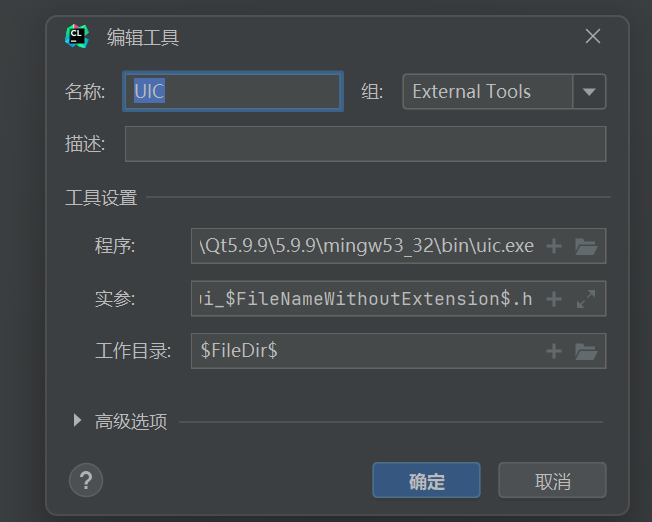 CL
编辑工具
名称: UIC 组: External Tools
描述:
工具设置
程序: \Qt5.9.9\5.9.9\mingw53_32\bin\uic.exe
实参: ui_$FileNameWithoutExtension$.h
工作目录: $FileDir$
高级选项
? 确定 取消